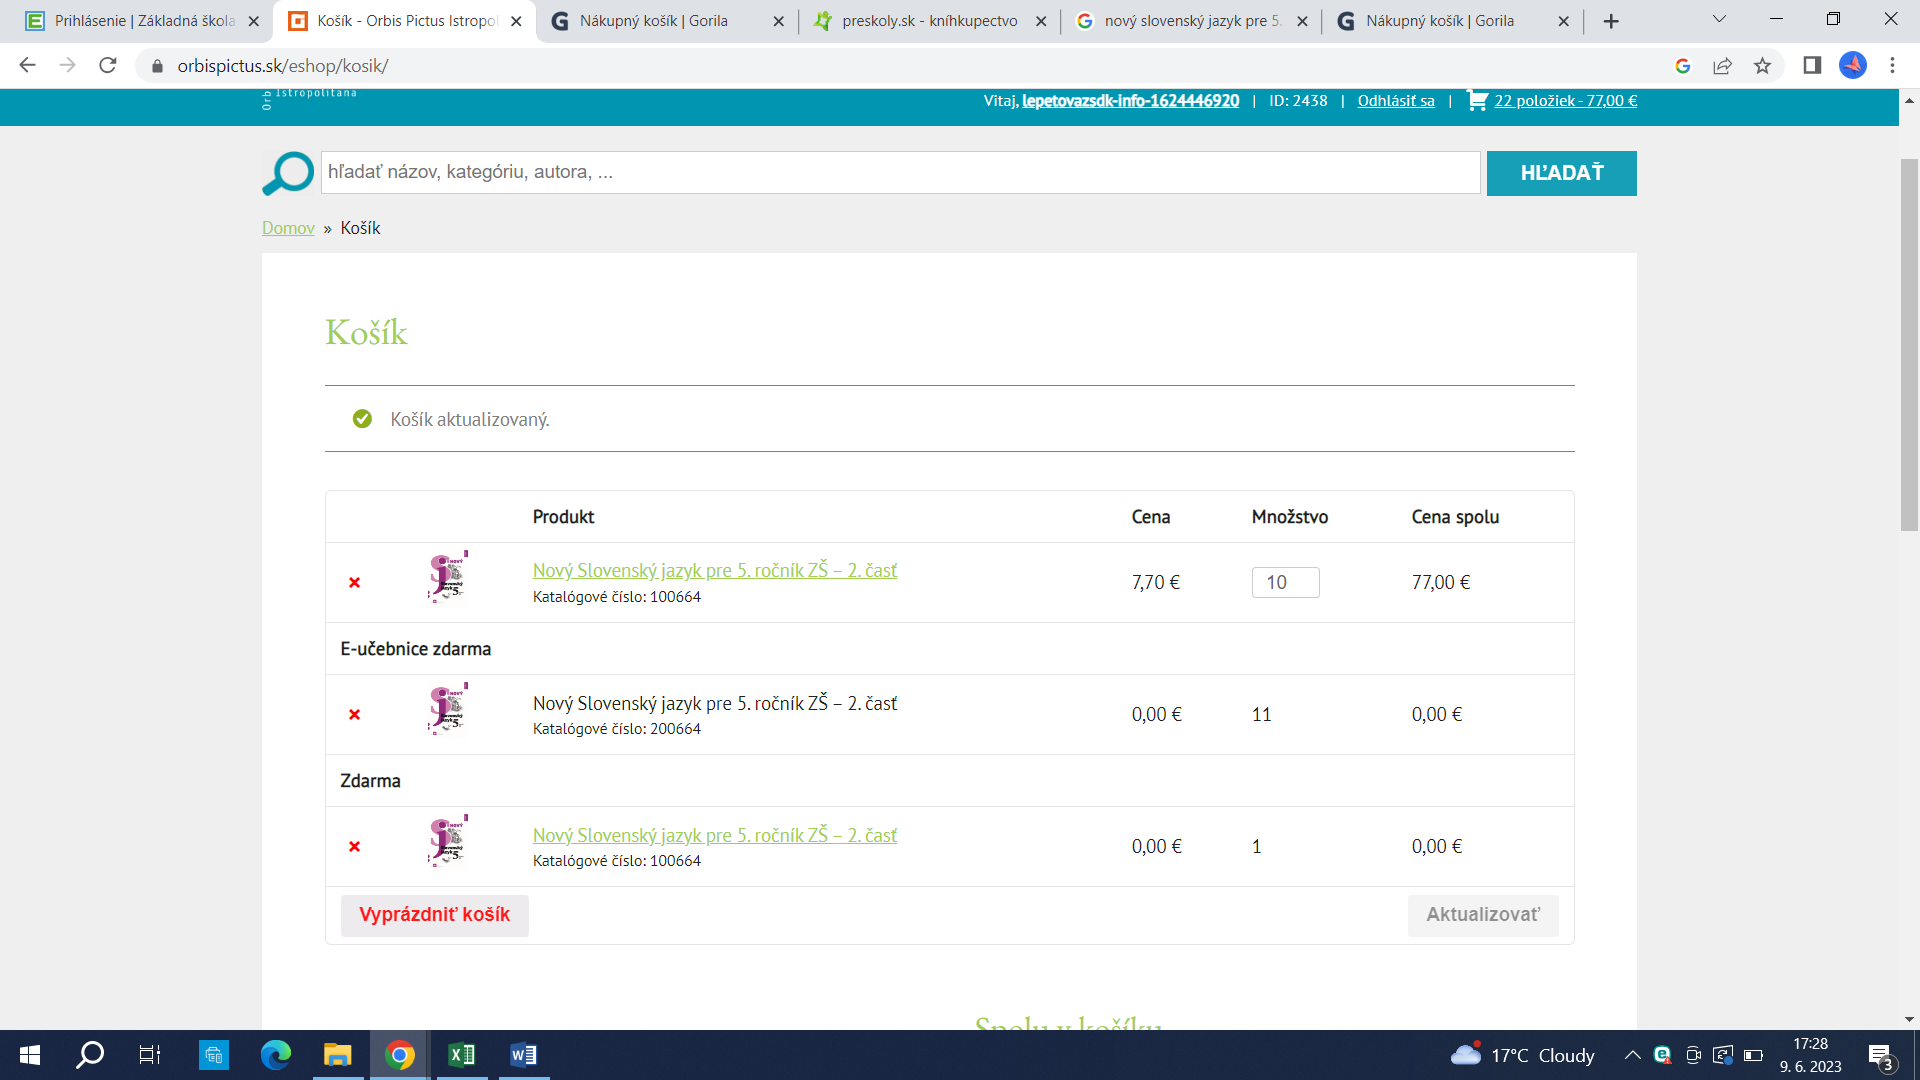 Prihlásenie | Základná škola
Košík - Orbis Pictus Istropol
Nákupný košík | Gorila
preskoly.sk - kníhkupectvo
nový slovenský jazyk pre 5.
Nákupný košík | Gorila
orbispictus.sk/eshop/kosik/
Istropolitana
Vitaj, lepetovazsdk-info-1624446920 | ID: 2438 | Odhlásiť sa | 22 položiek - 77,00 €
hľadať názov, kategóriu, autora, ...
HĽADAŤ
Domov » Košík
Košík
Košík aktualizovaný.
Produkt Cena Množstvo Cena spolu
Nový Slovenský jazyk pre 5. ročník ZŠ – 2. časť
Katalógové číslo: 100664
7,70 € 10 77,00 €
E-učebnice zdarma
Nový Slovenský jazyk pre 5. ročník ZŠ – 2. časť
Katalógové číslo: 200664
0,00 € 11 0,00 €
Zdarma
Nový Slovenský jazyk pre 5. ročník ZŠ – 2. časť
Katalógové číslo: 100664
0,00 € 1 0,00 €
Vyprázdniť košík
Aktualizovať
Spolu v košíku
17°C Cloudy
17:28
9. 6. 2023
3